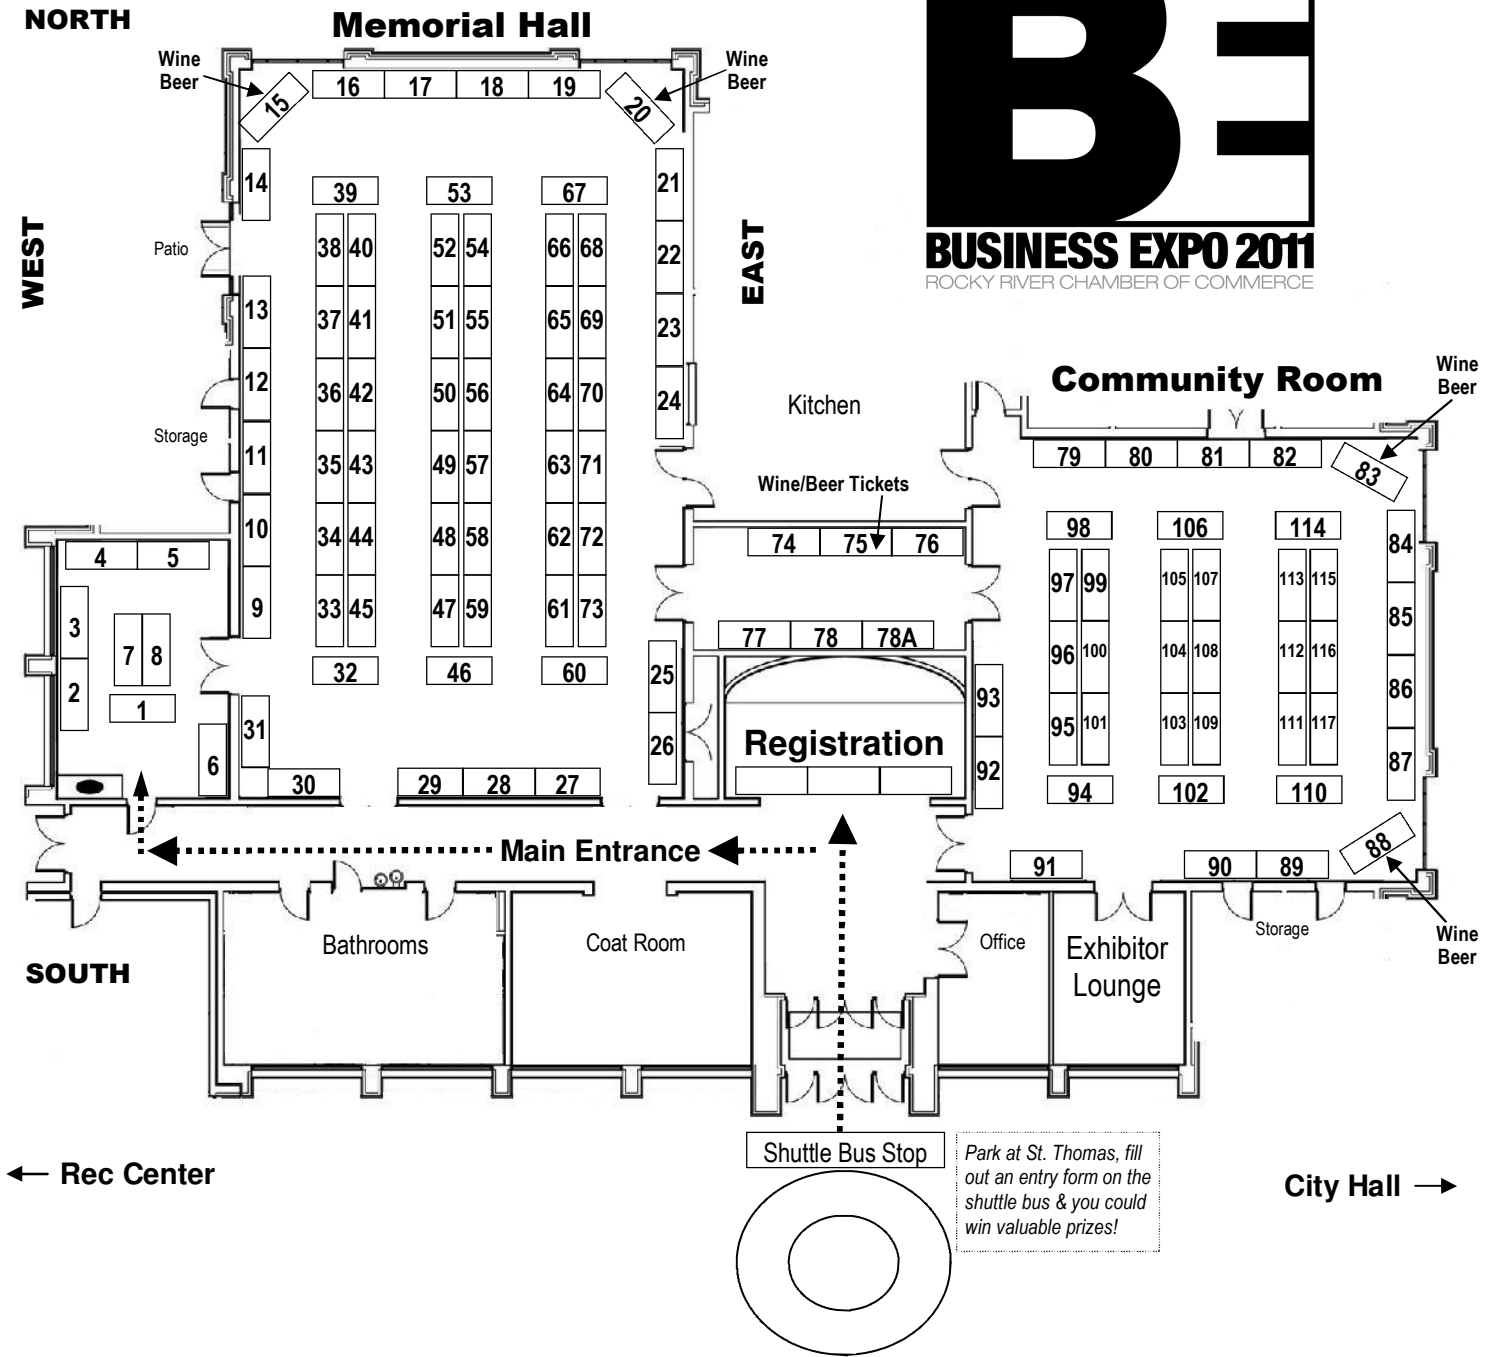 NORTH
Memorial Hall
BE
BUSINESS EXPO 2011
ROCKY RIVER CHAMBER OF COMMERCE
Wine
Beer
Wine
Beer
15
16 17 18 19
20
WEST
EAST
14
39 53 67
21
Patio
38 40 52 54 66 68
22
13
37 41 51 55 65 69
23
12
36 42 50 56 64 70
24
Storage
11
35 43 49 57 63 71
10
34 44 48 58 62 72
9
33 45 47 59 61 73
32 46 60
25
26
31
30 29 28 27
4 5
3
7 8
2
1
6
Kitchen
Wine/Beer Tickets
74 75 76
77 78 78A
Registration
Community Room
Wine
Beer
79 80 81 82
83
98 106 114
84
97 99 105 107 113 115
85
96 100 104 108 112 116
86
93
95 101 103 109 111 117
87
92
94 102 110
88
91 90 89
Wine
Beer
Main Entrance
SOUTH
Bathrooms
Coat Room
Office
Exhibitor
Lounge
Storage
Rec Center
Shuttle Bus Stop
Park at St. Thomas, fill
out an entry form on the
shuttle bus & you could
win valuable prizes!
City Hall